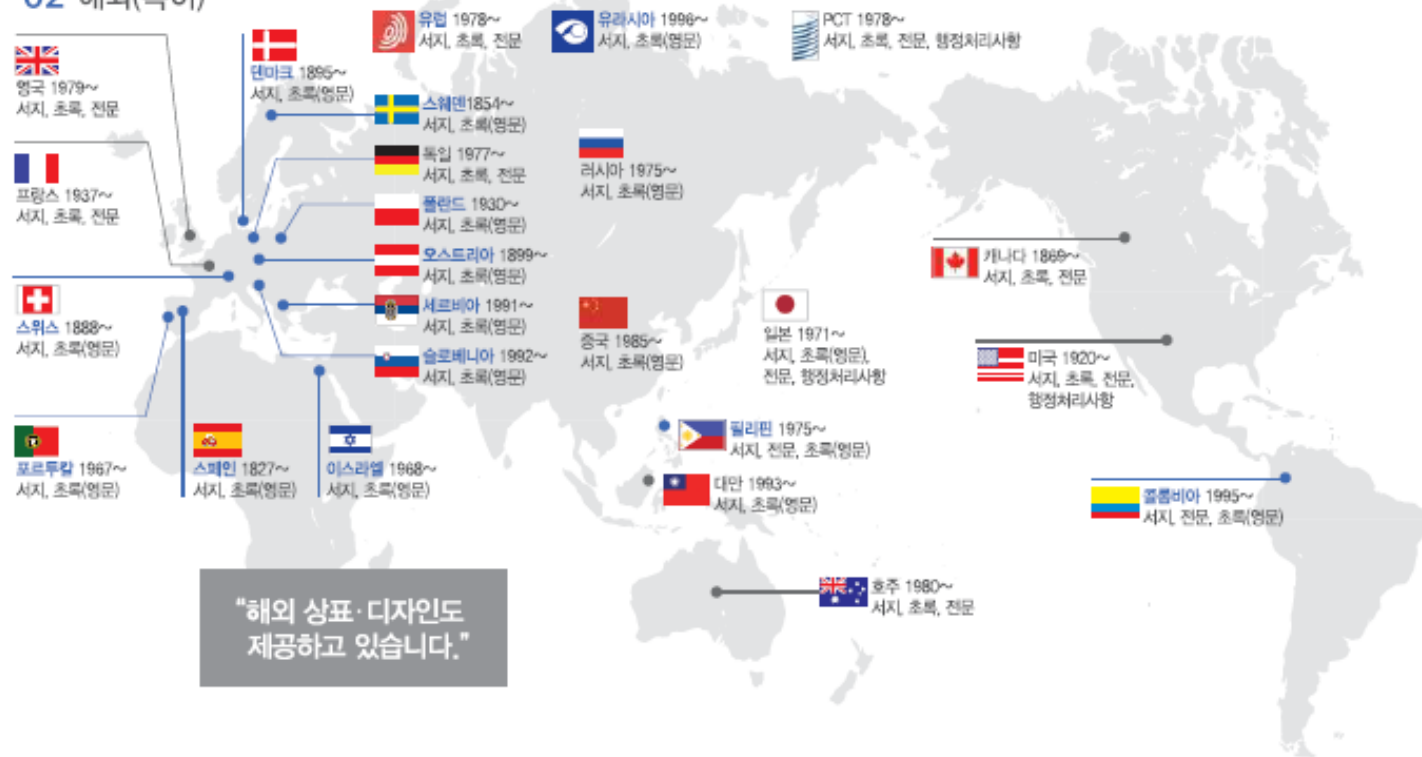 02 해외(특허)
유럽 1978~
서지, 초록, 전문
유라시아 1996~
서지, 초록(영문)
PCT 1978~
서지, 초록, 전문, 행정처리사항
영국 1979~
서지, 초록, 전문
덴마크 1895~
서지, 초록(영문)
스웨덴1854~
서지, 초록(영문)
독일 1977~
서지, 초록, 전문
러시아 1975~
서지, 초록(영문)
프랑스 1937~
서지, 초록, 전문
폴란드 1930~
서지, 초록(영문)
오스트리아 1899~
서지, 초록(영문)
캐나다 1869~
서지, 초록, 전문
스위스 1888~
서지, 초록(영문)
세르비아 1991~
서지, 초록(영문)
슬로베니아 1992~
서지, 초록(영문)
중국 1985~
서지, 초록(영문)
일본 1971~
서지, 초록(영문),
전문, 행정처리사항
미국 1920~
서지, 초록, 전문,
행정처리사항
포르투칼 1967~
서지, 초록(영문)
스페인 1827~
서지, 초록(영문)
이스라엘 1968~
서지, 초록(영문)
필리핀 1975~
서지, 전문, 초록(영문)
대만 1993~
서지, 초록(영문)
콜롬비아 1995~
서지, 전문, 초록(영문)
호주 1980~
서지, 초록, 전문
"해외 상표·디자인도
제공하고 있습니다."